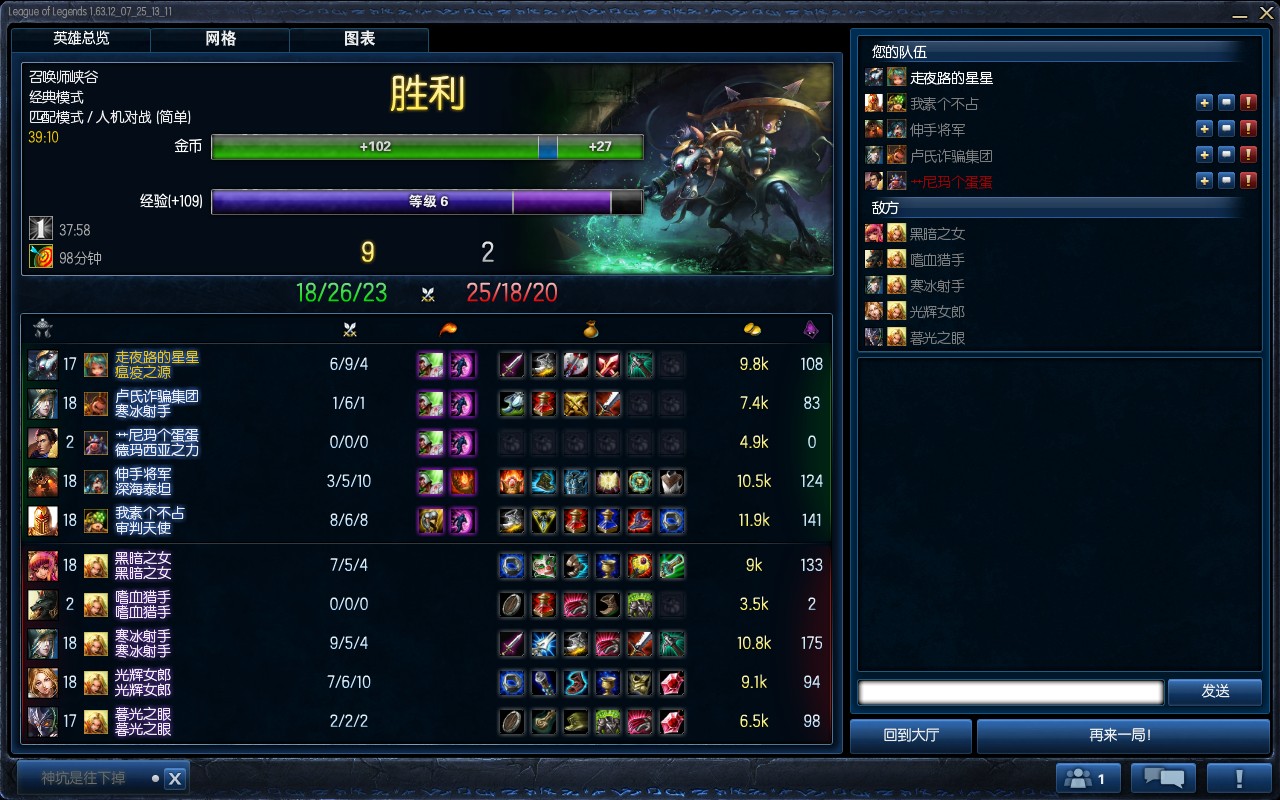 League of Legends 1.63.12_07_25_13_11
英雄总览 网格 图表
召唤师峡谷
经典模式
匹配模式 / 人机对战 (简单)
39:10
胜利
金币 +102 +27
经验(+109) 等级 6
37:58
98分钟
9 2
18/26/23 25/18/20
17 走夜路的星星 6/9/4 9.8k 108
瘟疫之源
18 卢氏诈骗集团 1/6/1 7.4k 83
寒冰射手
2 艹尼玛个蛋蛋 0/0/0 4.9k 0
德玛西亚之力
18 伸手将军 3/5/10 10.5k 124
深海泰坦
18 我素个不占 8/6/8 11.9k 141
审判天使
18 黑暗之女 7/5/4 9k 133
黑暗之女
2 嗜血猎手 0/0/0 3.5k 2
嗜血猎手
18 寒冰射手 9/5/4 10.8k 175
寒冰射手
18 光辉女郎 7/6/10 9.1k 94
光辉女郎
17 暮光之眼 2/2/2 6.5k 98
暮光之眼
您的队伍
走夜路的星星
我素个不占
伸手将军
卢氏诈骗集团
艹尼玛个蛋蛋
敌方
黑暗之女
嗜血猎手
寒冰射手
光辉女郎
暮光之眼
发送
回到大厅 再来一局!
神坑是往下掉
1